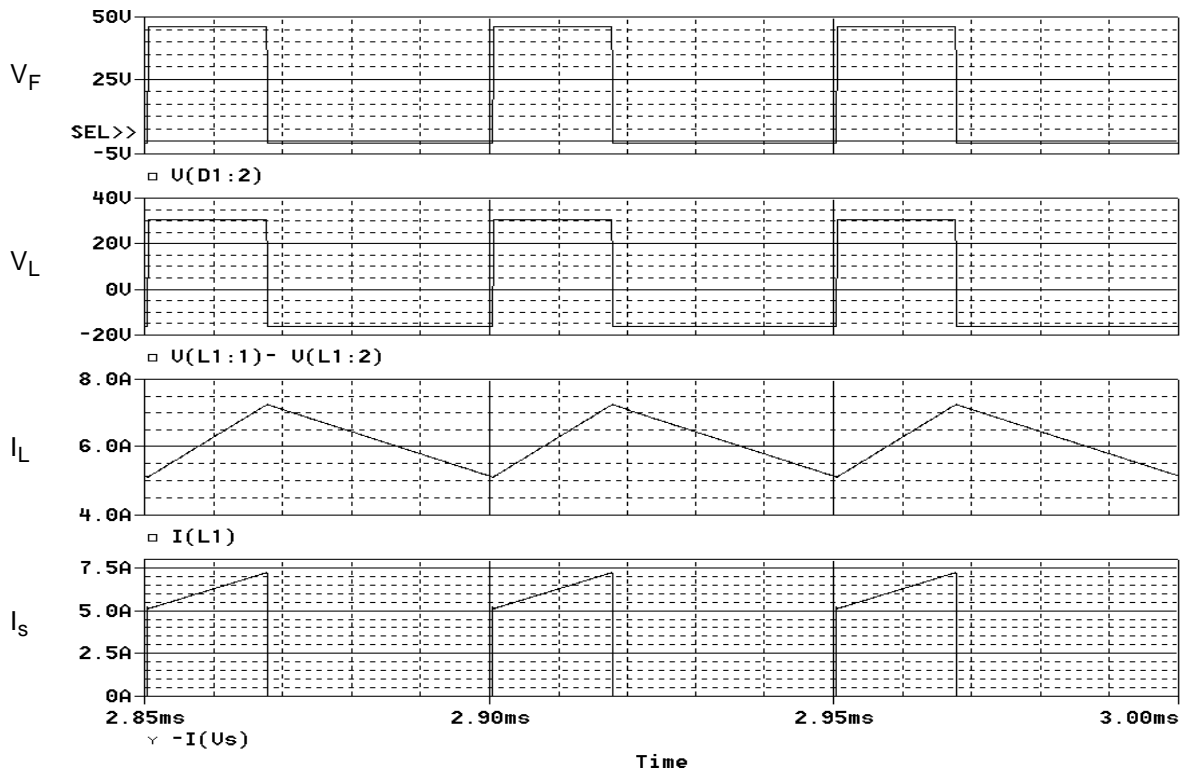 50V
V_F
25V
SEL>>
-5V
V(D1:2)
40V
V_L
20V
0V
-20V
V(L1:1)- V(L1:2)
8.0A
I_L
6.0A
4.0A
I(L1)
7.5A
I_s
5.0A
2.5A
0A
2.85ms 2.90ms 2.95ms 3.00ms
-I(Vs)
Time